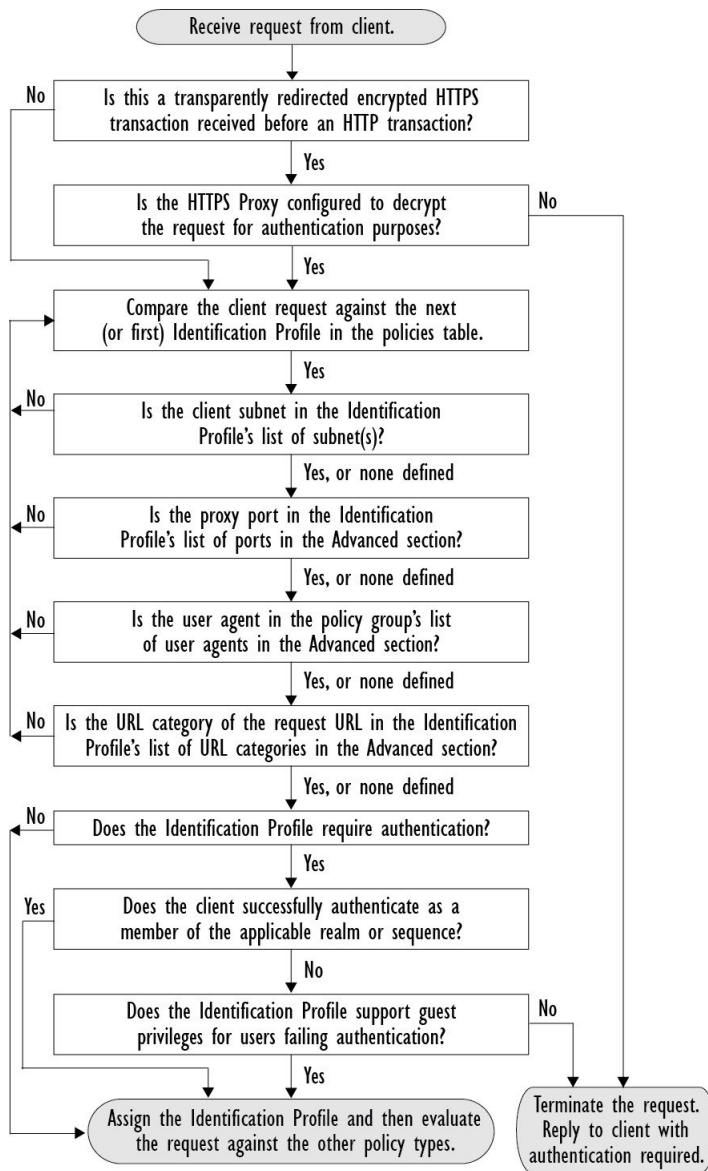 Receive request from client.
No
Is this a transparently redirected encrypted HTTPS
transaction received before an HTTP transaction?
Yes
Is the HTTPS Proxy configured to decrypt
the request for authentication purposes?
No
Yes
Compare the client request against the next
(or first) Identification Profile in the policies table.
Yes
No
Is the client subnet in the Identification
Profile's list of subnet(s)?
Yes, or none defined
No
Is the proxy port in the Identification
Profile's list of ports in the Advanced section?
Yes, or none defined
No
Is the user agent in the policy group's list
of user agents in the Advanced section?
Yes, or none defined
No
Is the URL category of the request URL in the Identification
Profile's list of URL categories in the Advanced section?
Yes, or none defined
No
Does the Identification Profile require authentication?
Yes
Yes
Does the client successfully authenticate as a
member of the applicable realm or sequence?
No
Does the Identification Profile support guest
privileges for users failing authentication?
No
Yes
Assign the Identification Profile and then evaluate
the request against the other policy types.
Terminate the request.
Reply to client with
authentication required.